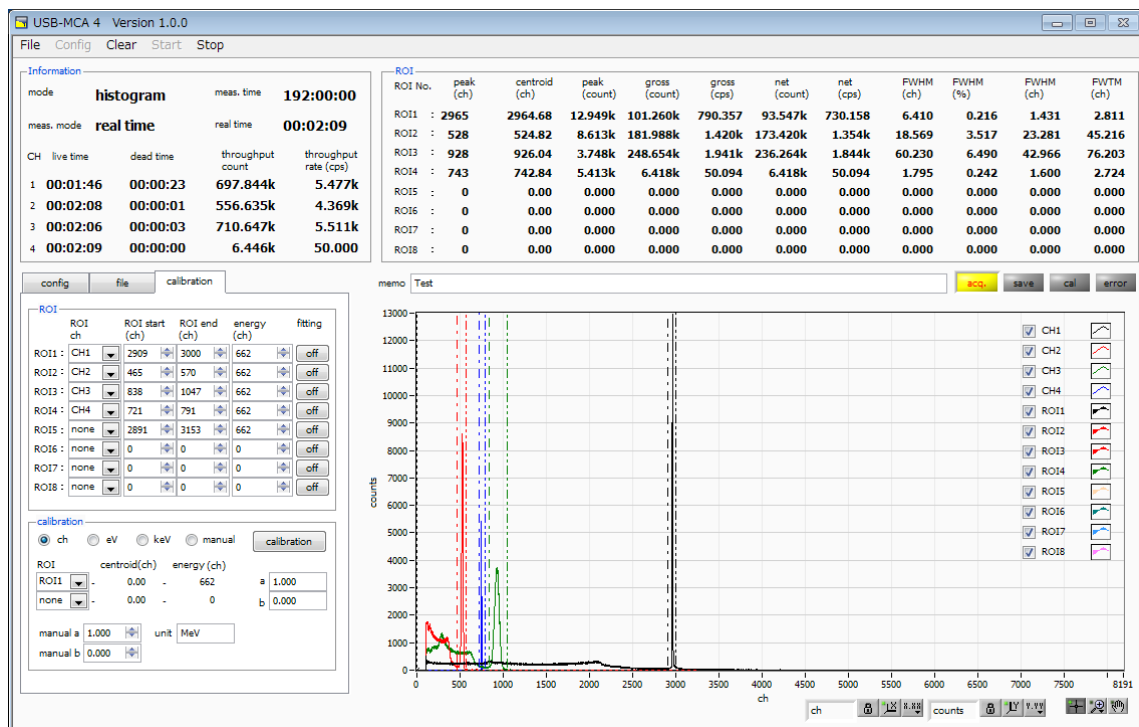 USB-MCA 4 Version 1.0.0
File Config Clear Start Stop
Information
mode histogram meas. time 192:00:00
meas. mode real time real time 00:02:09
CH live time dead time throughput count throughput rate (cps)
1 00:01:46 00:00:23 697.844k 5.477k
2 00:02:08 00:00:01 556.635k 4.369k
3 00:02:06 00:00:03 710.647k 5.511k
4 00:02:09 00:00:00 6.446k 50.000
ROI
ROI No. peak (ch) centroid (ch) peak (count) gross (count) gross (cps) net (count) net (cps) FWHM (ch) FWHM (%) FWHM (ch) FWTM (ch)
ROI1 : 2965 2964.68 12.949k 101.260k 790.357 93.547k 730.158 6.410 0.216 1.431 2.811
ROI2 : 528 524.82 8.613k 181.988k 1.420k 173.420k 1.354k 18.569 3.517 23.281 45.216
ROI3 : 928 926.04 3.748k 248.654k 1.941k 236.264k 1.844k 60.230 6.490 42.966 76.203
ROI4 : 743 742.84 5.413k 6.418k 50.094 6.418k 50.094 1.795 0.242 1.600 2.724
ROI5 : 0 0.00 0.000 0.000 0.000 0.000 0.000 0.000 0.000 0.000 0.000
ROI6 : 0 0.00 0.000 0.000 0.000 0.000 0.000 0.000 0.000 0.000 0.000
ROI7 : 0 0.00 0.000 0.000 0.000 0.000 0.000 0.000 0.000 0.000 0.000
ROI8 : 0 0.00 0.000 0.000 0.000 0.000 0.000 0.000 0.000 0.000 0.000
config file calibration
memo Test acq. save cal error
ROI
ROI ch ROI start (ch) ROI end (ch) energy (ch) fitting
ROI1 : CH1 2909 3000 662 off
ROI2 : CH2 465 570 662 off
ROI3 : CH3 838 1047 662 off
ROI4 : CH4 721 791 662 off
ROI5 : none 2891 3153 662 off
ROI6 : none 0 0 0 off
ROI7 : none 0 0 0 off
ROI8 : none 0 0 0 off
calibration
ch eV keV manual calibration
ROI centroid(ch) energy (ch)
ROI1 - 0.00 - 662 a 1.000
none - 0.00 - 0 b 0.000
manual a 1.000 unit MeV
manual b 0.000
counts
13000
12000
11000
10000
9000
8000
7000
6000
5000
4000
3000
2000
1000
0
0 500 1000 1500 2000 2500 3000 3500 4000 4500 5000 5500 6000 6500 7000 7500 8191
ch
CH1
CH2
CH3
CH4
ROI1
ROI2
ROI3
ROI4
ROI5
ROI6
ROI7
ROI8
ch X X.XX counts Y Y.YY